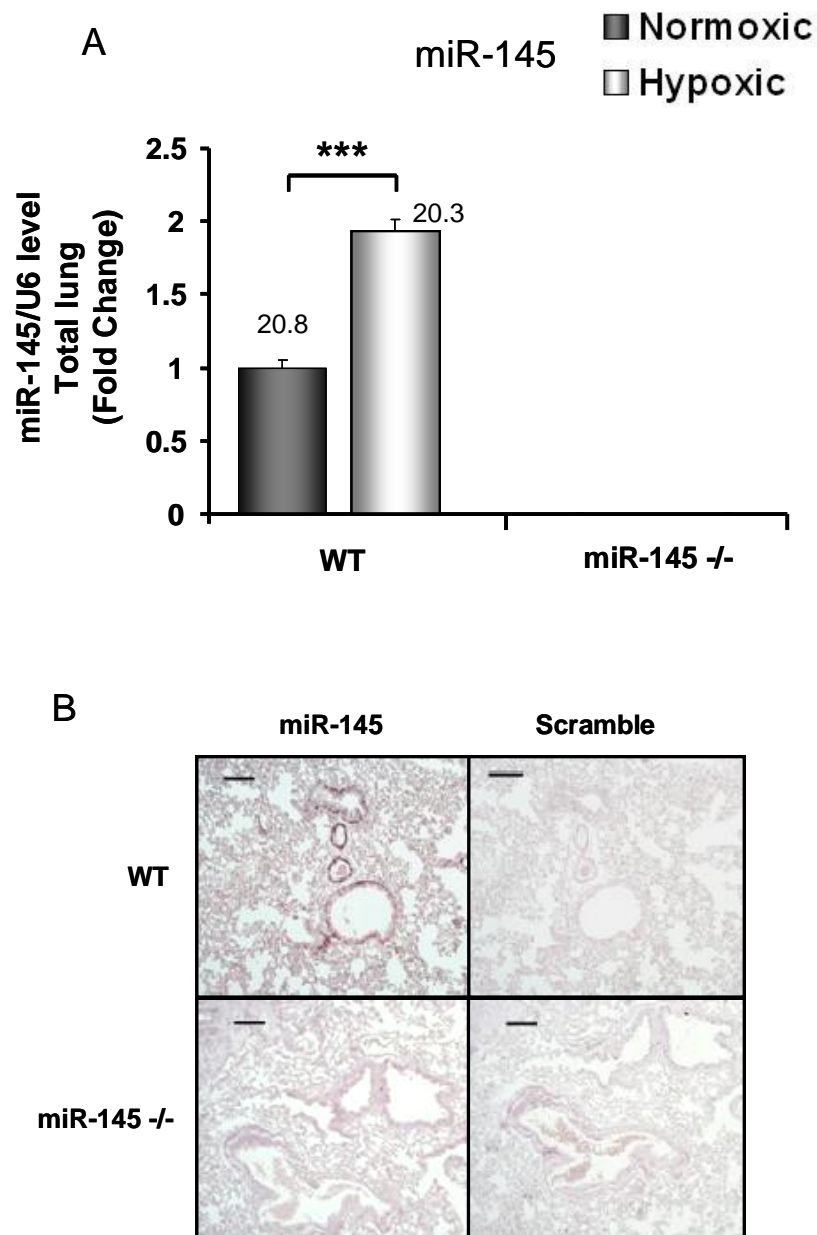 A
miR-145
Normoxic
Hypoxic
miR-145/U6 level
Total lung
(Fold Change)
2.5
2
1.5
1
0.5
0
***
20.8
20.3
WT
miR-145 -/-
B
miR-145
Scramble
WT
miR-145 -/-